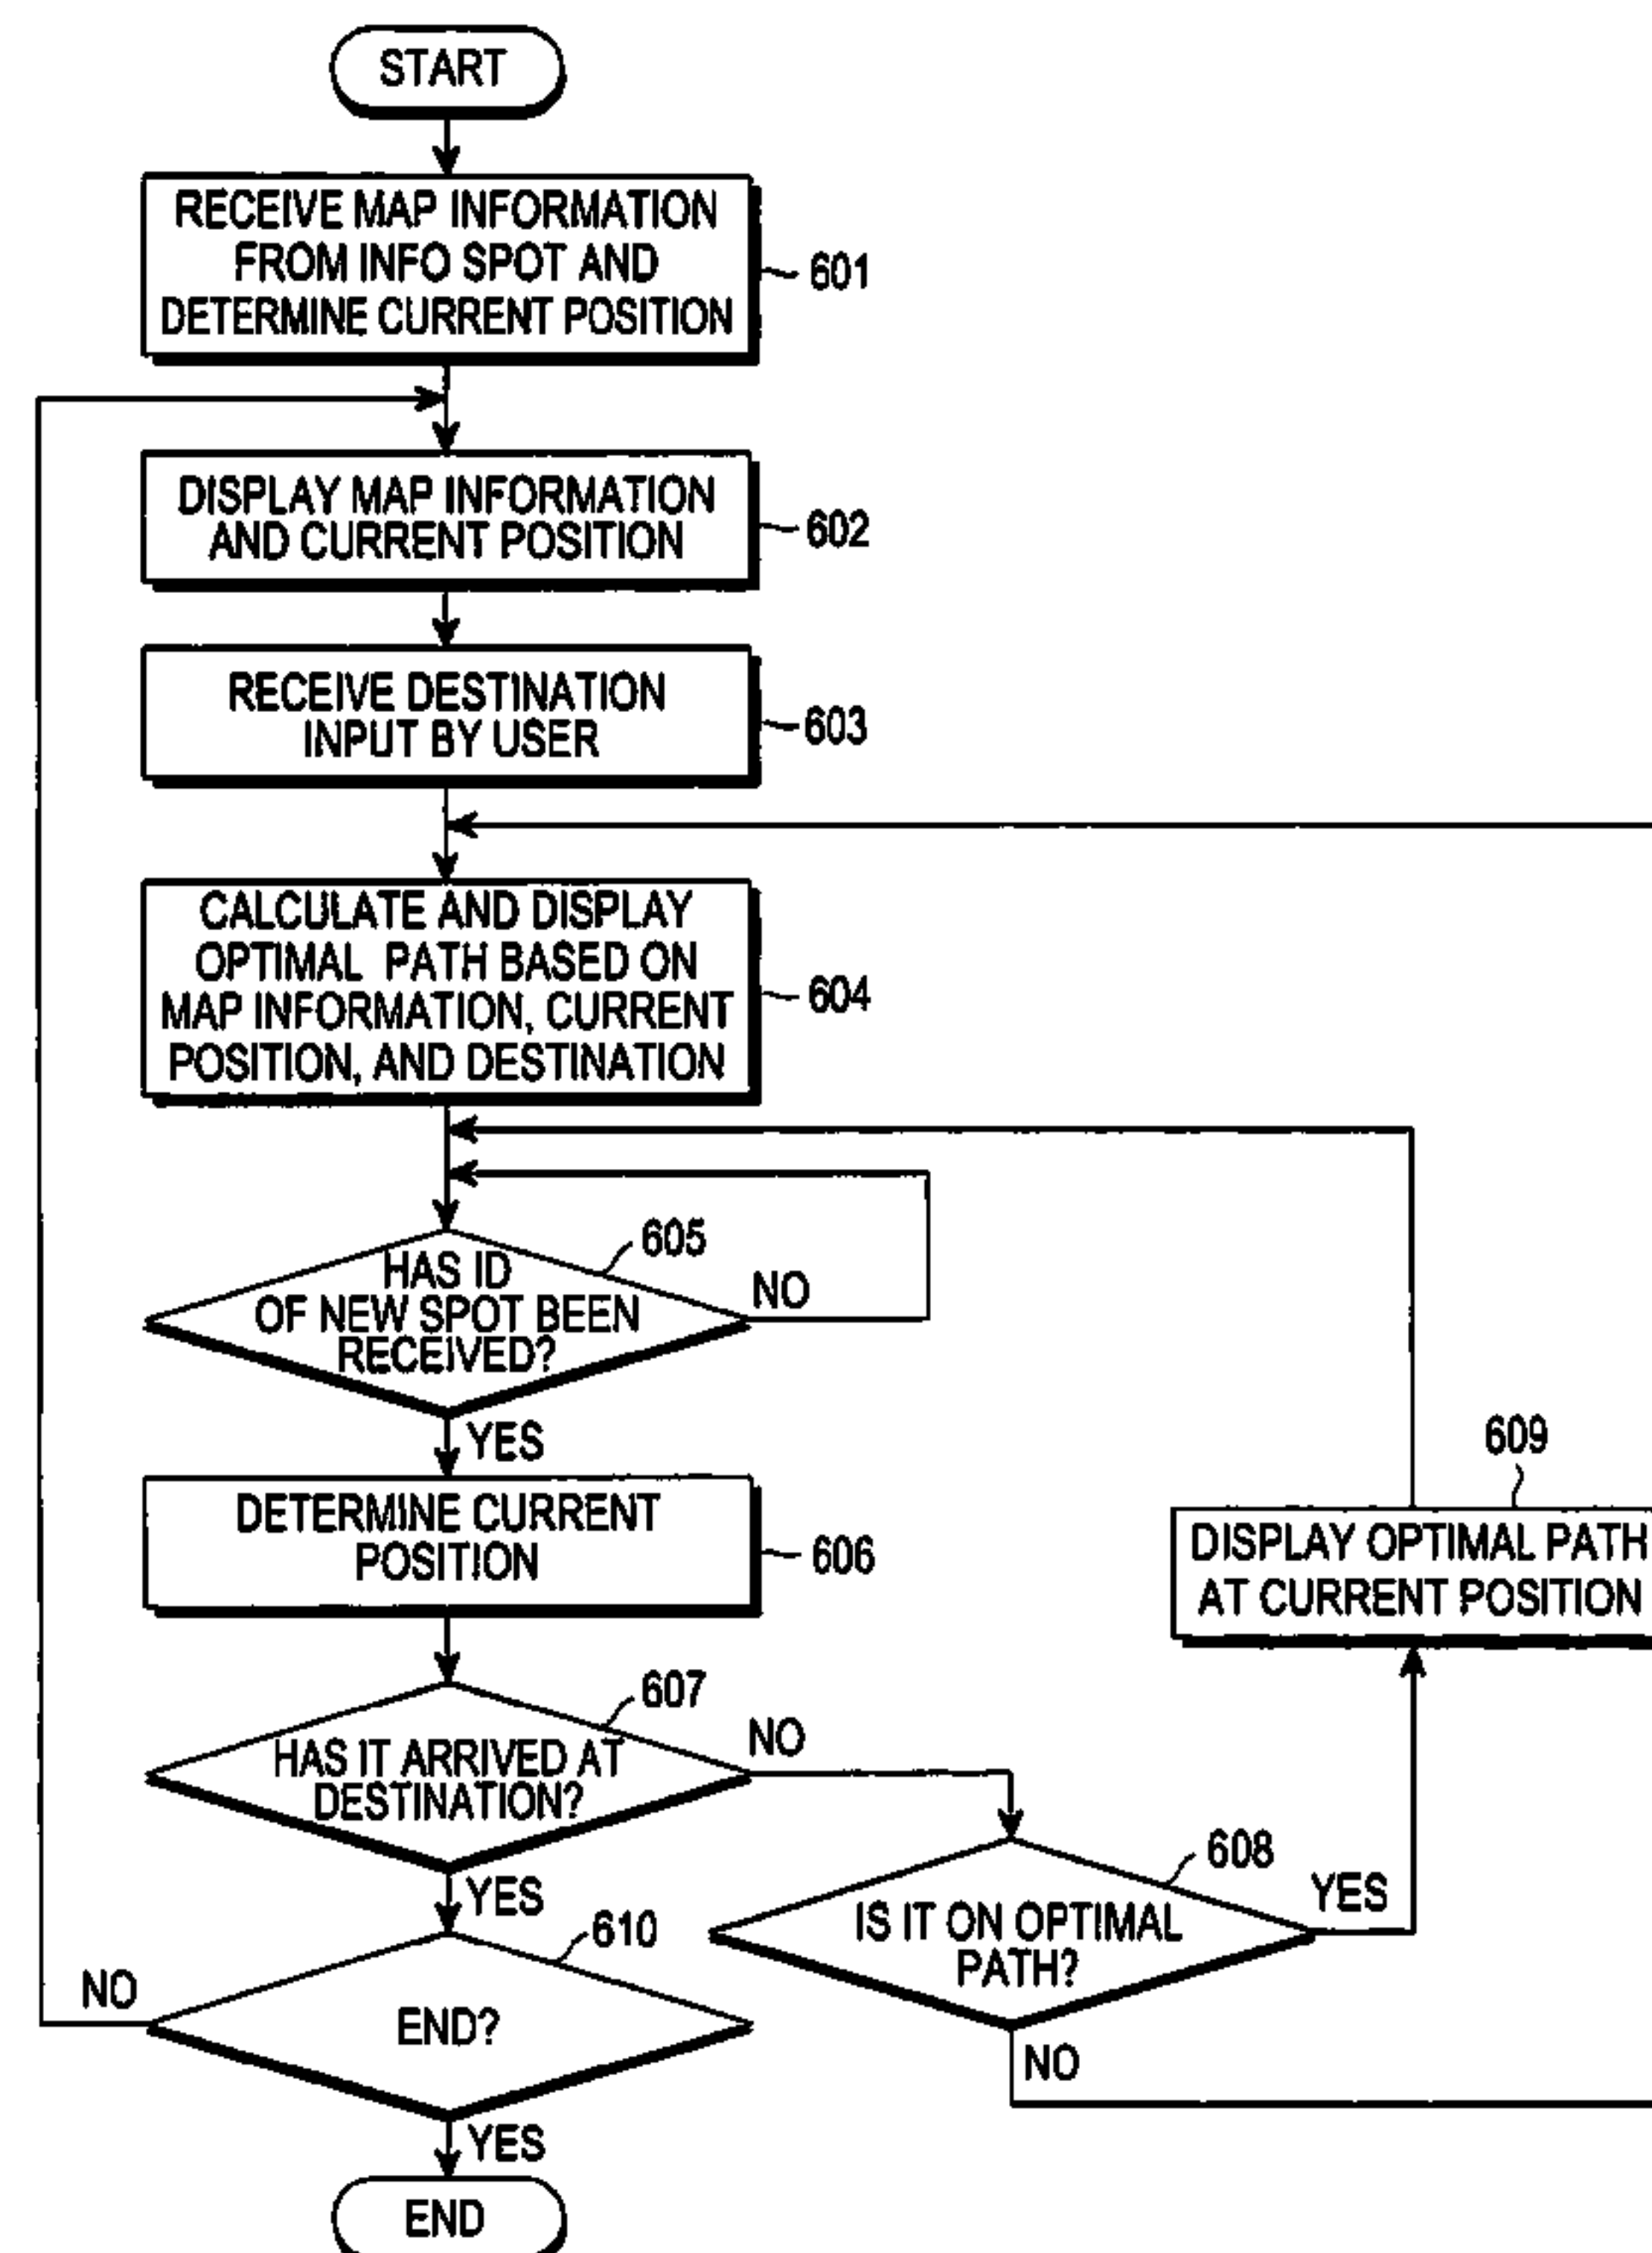 START
RECEIVE MAP INFORMATION
FROM INFO SPOT AND
DETERMINE CURRENT POSITION
601
DISPLAY MAP INFORMATION
AND CURRENT POSITION
602
RECEIVE DESTINATION
INPUT BY USER
603
CALCULATE AND DISPLAY
OPTIMAL PATH BASED ON
MAP INFORMATION, CURRENT
POSITION, AND DESTINATION
604
605
HAS ID
OF NEW SPOT BEEN
RECEIVED?
NO
YES
DETERMINE CURRENT
POSITION
606
609
DISPLAY OPTIMAL PATH
AT CURRENT POSITION
607
HAS IT ARRIVED AT
DESTINATION?
NO
YES
608
IS IT ON OPTIMAL
PATH?
YES
NO
610
END?
NO
YES
END